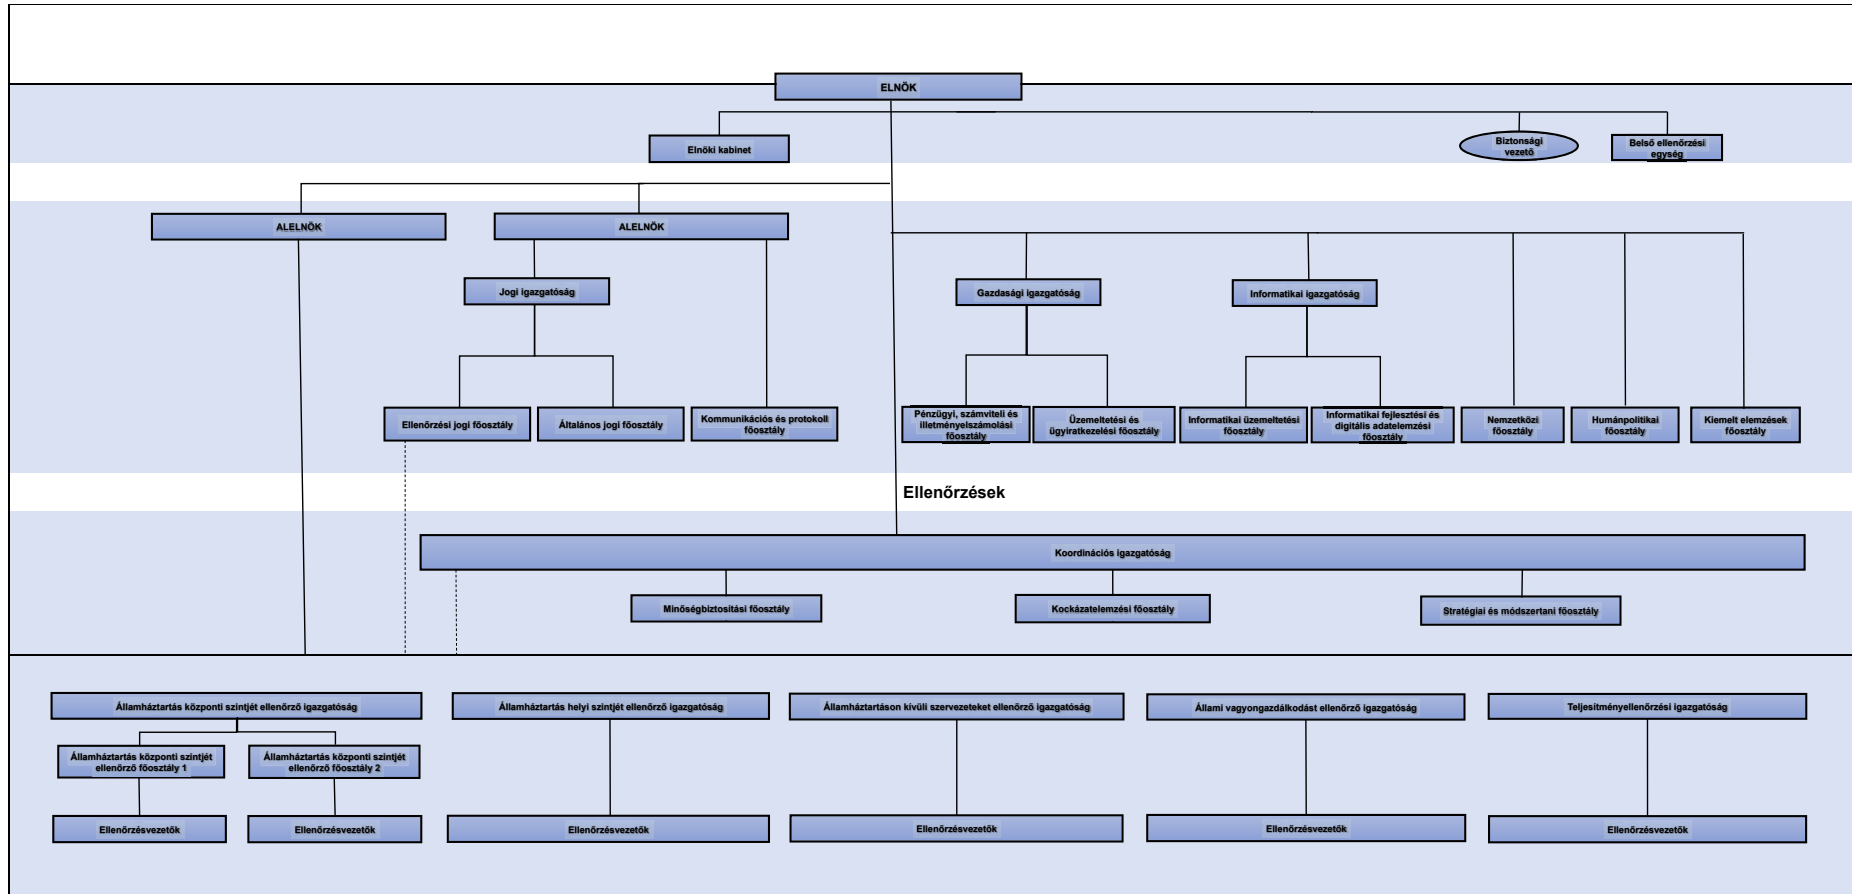 ELNÖK
Elnöki kabinet
Biztonsági
vezető
Belső ellenőrzési
egység
ALELNÖK
ALELNÖK
Jogi igazgatóság
Gazdasági igazgatóság
Informatikai igazgatóság
Ellenőrzési jogi főosztály
Általános jogi főosztály
Kommunikációs és protokoll
főosztály
Pénzügyi, számviteli és
illetményelszámolási
főosztály
Üzemeltetési és
ügyiratkezelési főosztály
Informatikai üzemeltetési
főosztály
Informatikai fejlesztési és
digitális adatelemzési
főosztály
Nemzetközi
főosztály
Humánpolitikai
főosztály
Kiemelt elemzések
főosztály
Ellenőrzések
Koordinációs igazgatóság
Minőségbiztosítási főosztály
Kockázatelemzési főosztály
Stratégiai és módszertani főosztály
Államháztartás központi szintjét ellenőrző igazgatóság
Államháztartás helyi szintjét ellenőrző igazgatóság
Államháztartáson kívüli szervezeteket ellenőrző igazgatóság
Állami vagyongazdálkodást ellenőrző igazgatóság
Teljesítményellenőrzési igazgatóság
Államháztartás központi szintjét
ellenőrző főosztály 1
Államháztartás központi szintjét
ellenőrző főosztály 2
Ellenőrzésvezetők
Ellenőrzésvezetők
Ellenőrzésvezetők
Ellenőrzésvezetők
Ellenőrzésvezetők
Ellenőrzésvezetők